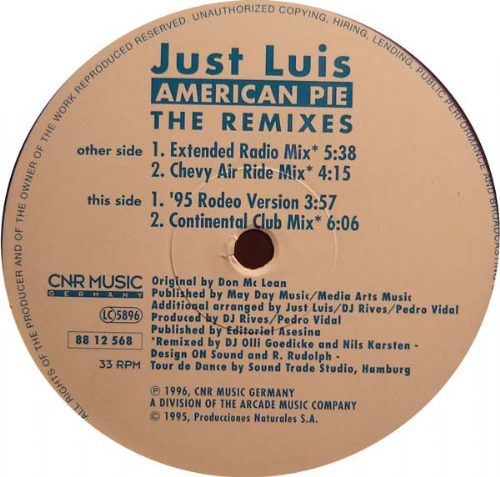 ALL RIGHTS OF THE PRODUCER AND OF THE OWNER OF THE WORK REPRODUCED RESERVED. UNAUTHORIZED COPYING, HIRING, LENDING, PUBLIC PERFORMANCE AND BROADCASTING
Just Luis
AMERICAN PIE
THE REMIXES
other side 1. Extended Radio Mix* 5:38
2. Chevy Air Ride Mix* 4:15
this side 1. '95 Rodeo Version 3:57
2. Continental Club Mix* 6:06
CNR MUSIC
GERMANY
LC 5896
88 12 568
33 RPM
Original by Don Mc Lean
Published by May Day Music/Media Arts Music
Additional arranged by Just Luis/DJ Rivos/Pedro Vidal
Produced by DJ Rivos/Pedro Vidal
Published by Editorial Asesina
*Remixed by DJ Olli Goedicke and Nils Karsten -
Design ON Sound and R. Rudolph -
Tour de Dance by Sound Trade Studio, Hamburg
℗ 1996, CNR MUSIC GERMANY
A DIVISION OF THE ARCADE MUSIC COMPANY
© 1995, Producciones Naturales S.A.